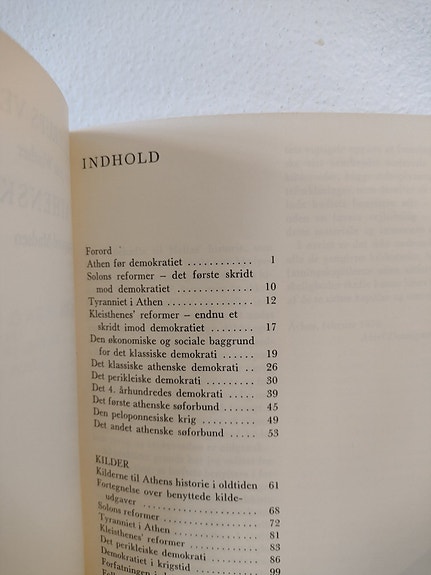 INDHOLD
Forord
Athen før demokratiet ............ 1
Solons reformer – det første skridt
mod demokratiet ............... 10
Tyranniet i Athen ................. 12
Kleisthenes' reformer – endnu et
skridt imod demokratiet ......... 17
Den økonomiske og sociale baggrund
for det klassiske demokrati ...... 19
Det klassiske athenske demokrati .. 26
Det perikleiske demokrati ......... 30
Det 4. århundredes demokrati ..... 39
Det første athenske søforbund .... 45
Den peloponnesiske krig .......... 49
Det andet athenske søforbund ..... 53
KILDER
Kilderne til Athens historie i oldtiden 61
Fortegnelse over benyttede kilde-
udgaver ...................... 68
Solons reformer .................. 72
Tyranniet i Athen ................ 81
Kleisthenes' reformer ............ 83
Det perikleiske demokrati ........ 86
Demokratiet i krigstid ........... 
Forfatningen i
99